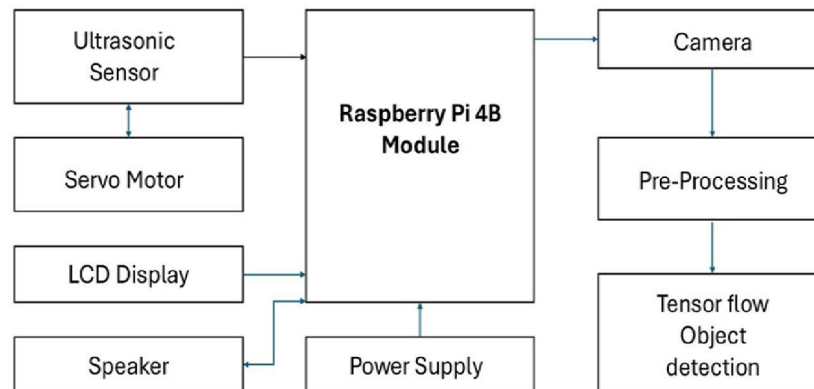 Ultrasonic
Sensor
Servo Motor
LCD Display
Speaker
Raspberry Pi 4B
Module
Power Supply
Camera
Pre-Processing
Tensor flow
Object
detection